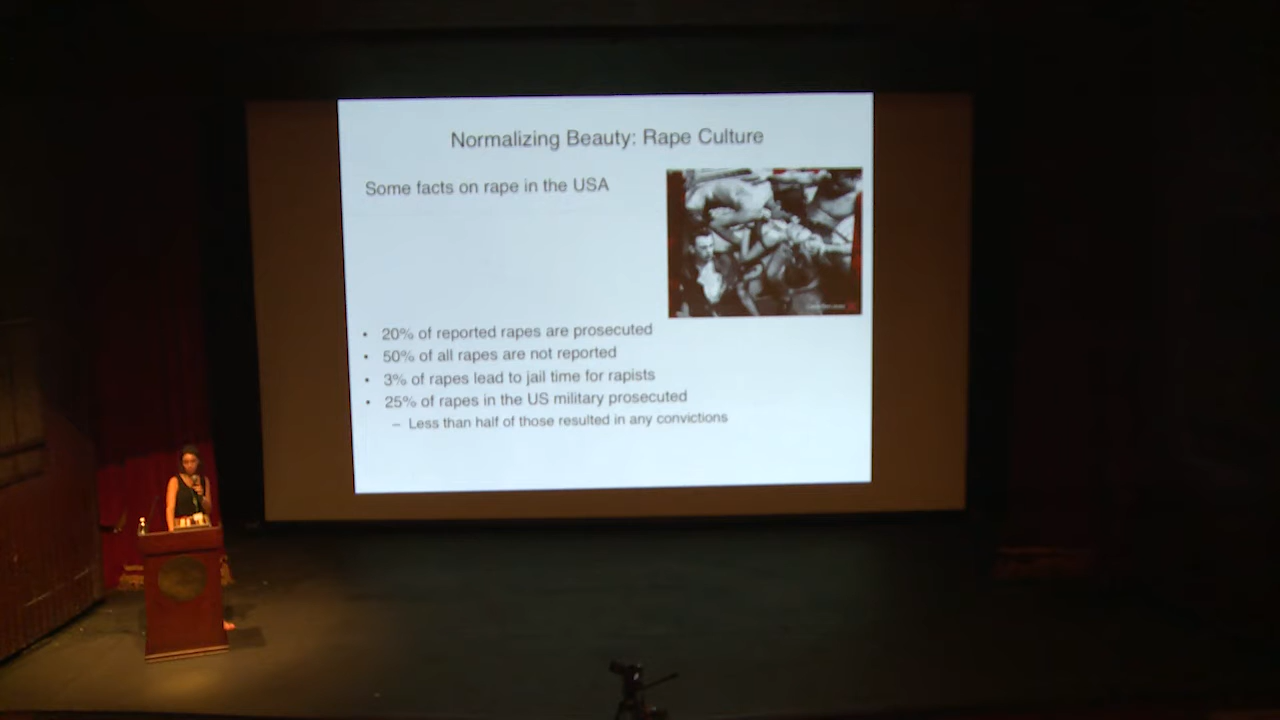 Normalizing Beauty: Rape Culture
Some facts on rape in the USA
• 20% of reported rapes are prosecuted
• 50% of all rapes are not reported
• 3% of rapes lead to jail time for rapists
• 25% of rapes in the US military prosecuted
– Less than half of those resulted in any convictions